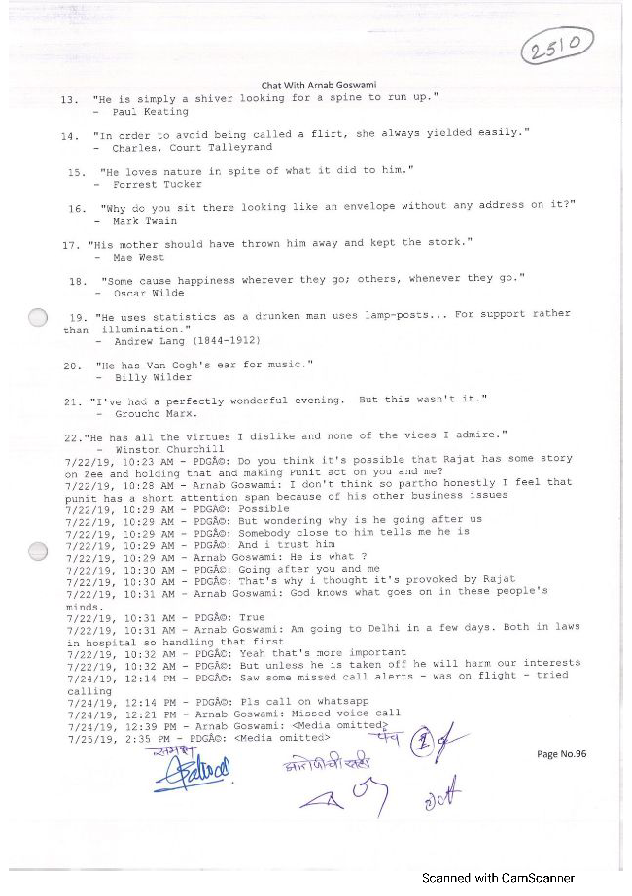 2510
Chat With Arnab Goswami
13. "He is simply a shiver looking for a spine to run up."
- Paul Keating
14. "In order to avoid being called a flirt, she always yielded easily."
- Charles, Court Talleyrand
15. "He loves nature in spite of what it did to him."
- Forrest Tucker
16. "Why do you sit there looking like an envelope without any address on it?"
- Mark Twain
17. "His mother should have thrown him away and kept the stork."
- Mae West
18. "Some cause happiness wherever they go; others, whenever they go."
- Oscar Wilde
19. "He uses statistics as a drunken man uses lamp-posts... For support rather
than illumination."
- Andrew Lang (1844-1912)
20. "He has Van Gogh's ear for music."
- Billy Wilder
21. "I've had a perfectly wonderful evening. But this wasn't it."
- Groucho Marx.
22."He has all the virtues I dislike and none of the vices I admire."
- Winston Churchill
7/22/19, 10:23 AM - PDGÂ©: Do you think it's possible that Rajat has some story
on Zee and holding that and making Punit act on you and me?
7/22/19, 10:28 AM - Arnab Goswami: I don't think so partho honestly I feel that
punit has a short attention span because of his other business issues
7/22/19, 10:29 AM - PDGÂ©: Possible
7/22/19, 10:29 AM - PDGÂ©: But wondering why is he going after us
7/22/19, 10:29 AM - PDGÂ©: Somebody close to him tells me he is
7/22/19, 10:29 AM - PDGÂ©: And i trust him
7/22/19, 10:29 AM - Arnab Goswami: He is what ?
7/22/19, 10:30 AM - PDGÂ©: Going after you and me
7/22/19, 10:30 AM - PDGÂ©: That's why i thought it's provoked by Rajat
7/22/19, 10:31 AM - Arnab Goswami: God knows what goes on in these people's
minds.
7/22/19, 10:31 AM - PDGÂ©: True
7/22/19, 10:31 AM - Arnab Goswami: Am going to Delhi in a few days. Both in laws
in hospital so handling that first
7/22/19, 10:32 AM - PDGÂ©: Yeah that's more important
7/22/19, 10:32 AM - PDGÂ©: But unless he is taken off he will harm our interests
7/24/19, 12:14 PM - PDGÂ©: Saw some missed call alerts - was on flight - tried
calling
7/24/19, 12:14 PM - PDGÂ©: Pls call on whatsapp
7/24/19, 12:21 PM - Arnab Goswami: Missed voice call
7/24/19, 12:39 PM - Arnab Goswami: <Media omitted>
7/25/19, 2:35 PM - PDGÂ©: <Media omitted>
समक्ष
पंच
आरोपीची सही
Page No.96
Scanned with CamScanner